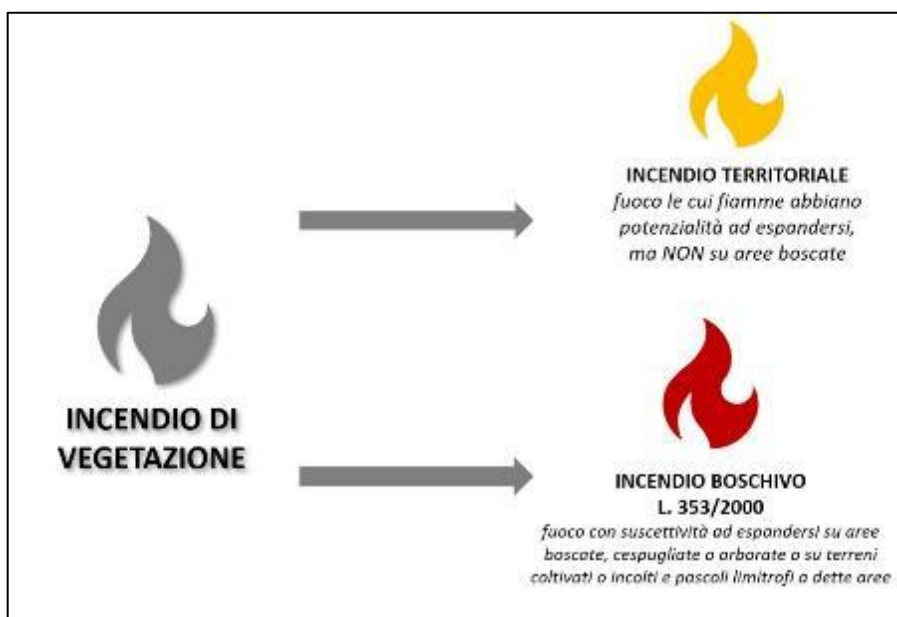 INCENDIO TERRITORIALE
fuoco le cui fiamme abbiano
potenzialità ad espandersi,
ma NON su aree boscate
INCENDIO DI
VEGETAZIONE
INCENDIO BOSCHIVO
L. 353/2000
fuoco con suscettività ad espandersi su aree
boscate, cespugliate o arborate o su terreni
coltivati o incolti e pascoli limitrofi a dette aree